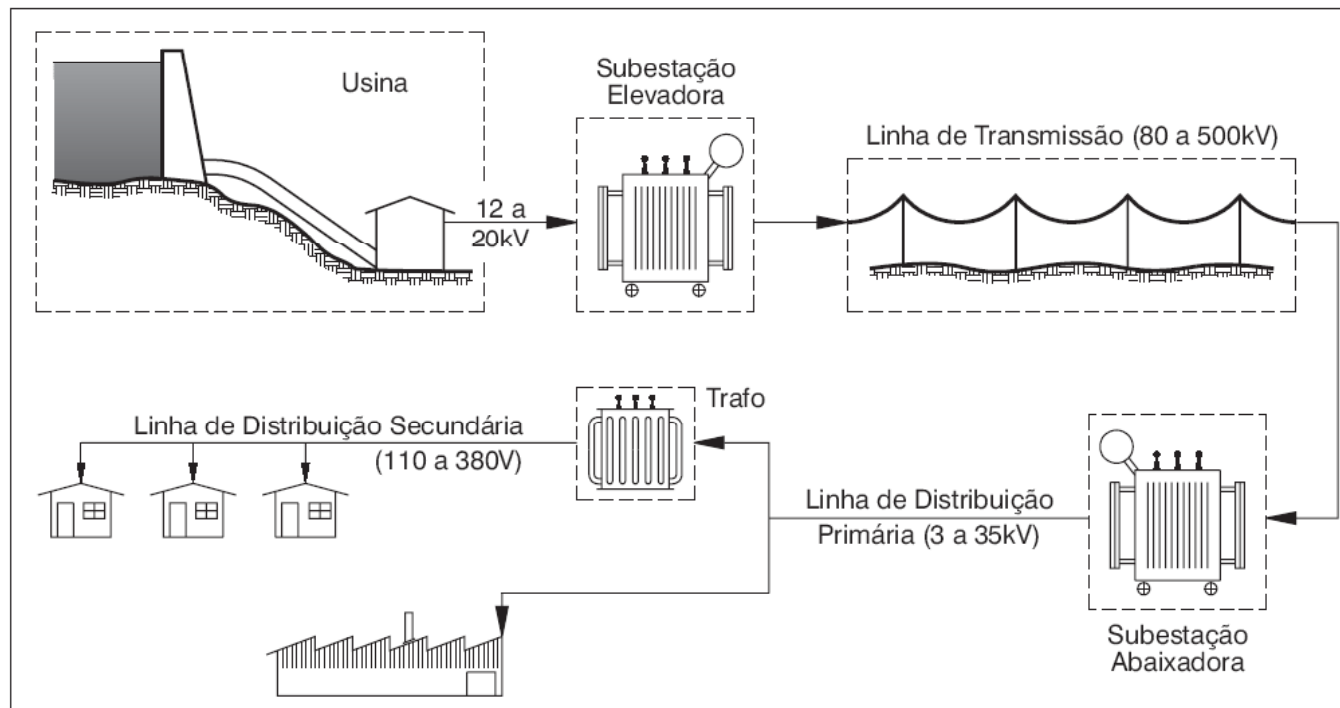 Usina
Subestação
Elevadora
Linha de Transmissão (80 a 500kV)
12 a
20kV
Trafo
Linha de Distribuição Secundária
(110 a 380V)
Linha de Distribuição
Primária (3 a 35kV)
Subestação
Abaixadora